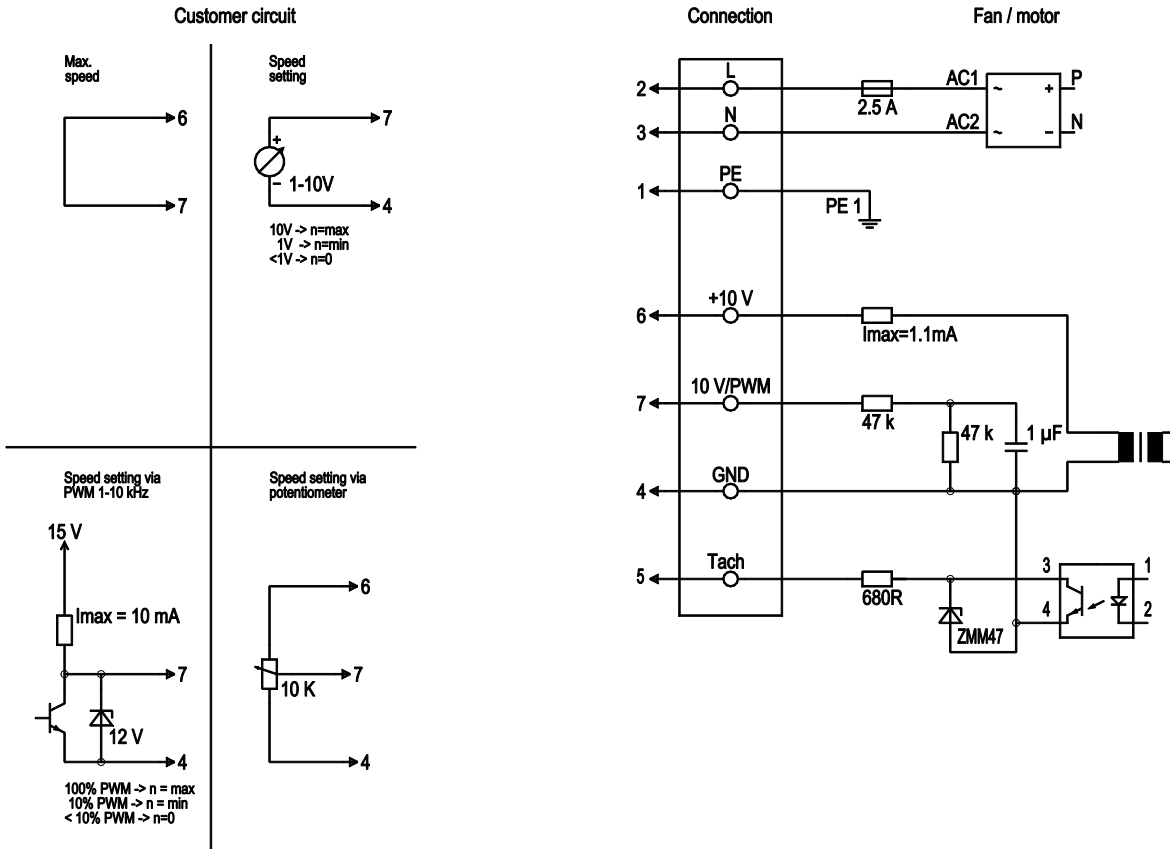 Customer circuit
Max.
speed
6
7
Speed
setting
7
+
− 1-10V
4
10V -> n=max
1V -> n=min
<1V -> n=0
Speed setting via
PWM 1-10 kHz
15 V
Imax = 10 mA
7
12 V
4
100% PWM -> n = max
10% PWM -> n = min
< 10% PWM -> n=0
Speed setting via
potentiometer
6
7
10 K
4
Connection
Fan / motor
2
L
2.5 A
AC1
~
+
P
3
N
AC2
~
−
N
1
PE
PE 1
6
+10 V
Imax=1.1mA
7
10 V/PWM
47 k
47 k
1 µF
4
GND
5
Tach
680R
ZMM47
3
4
1
2